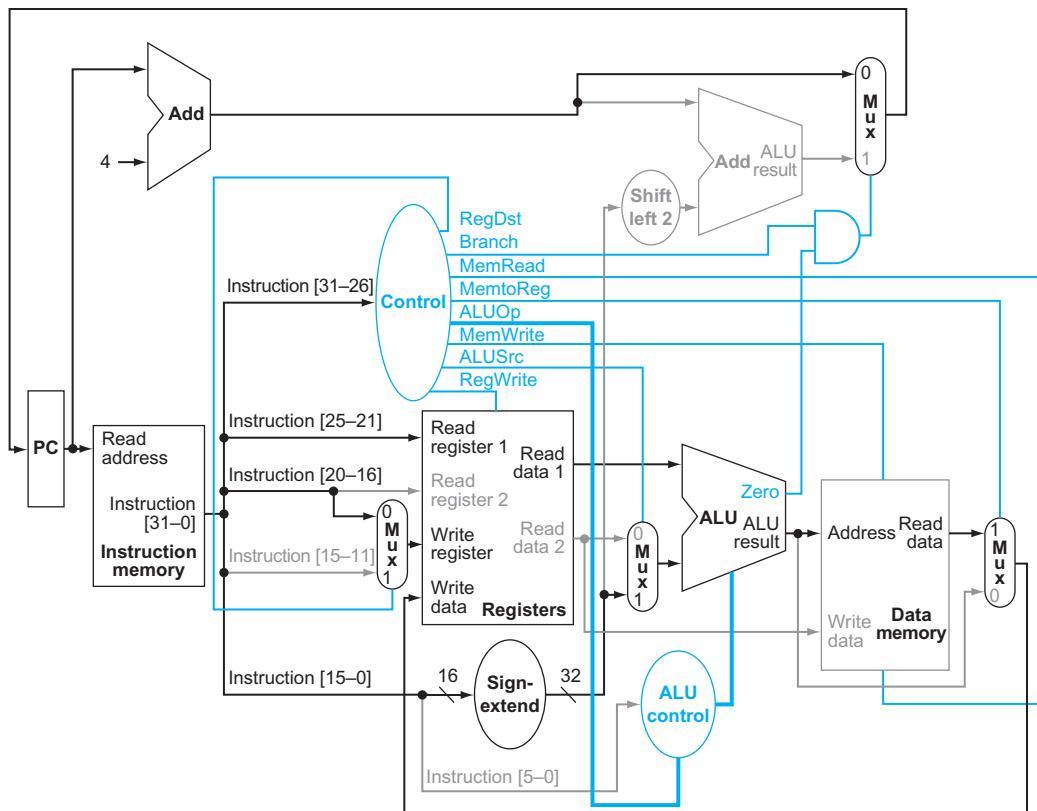 0
M
u
x
1
Add
4
Add
ALU
result
Shift
left 2
RegDst
Branch
MemRead
MemtoReg
ALUOp
MemWrite
ALUSrc
RegWrite
Instruction [31–26]
Control
PC
Read
address
Instruction
[31–0]
Instruction
memory
Instruction [25–21]
Instruction [20–16]
Instruction [15–11]
0
M
u
x
1
Read
register 1
Read
register 2
Write
register
Write
data
Read
data 1
Read
data 2
Registers
0
M
u
x
1
Zero
ALU
ALU
result
Address
Read
data
Write
data
Data
memory
1
M
u
x
0
Instruction [15–0]
16
Sign-
extend
32
ALU
control
Instruction [5–0]